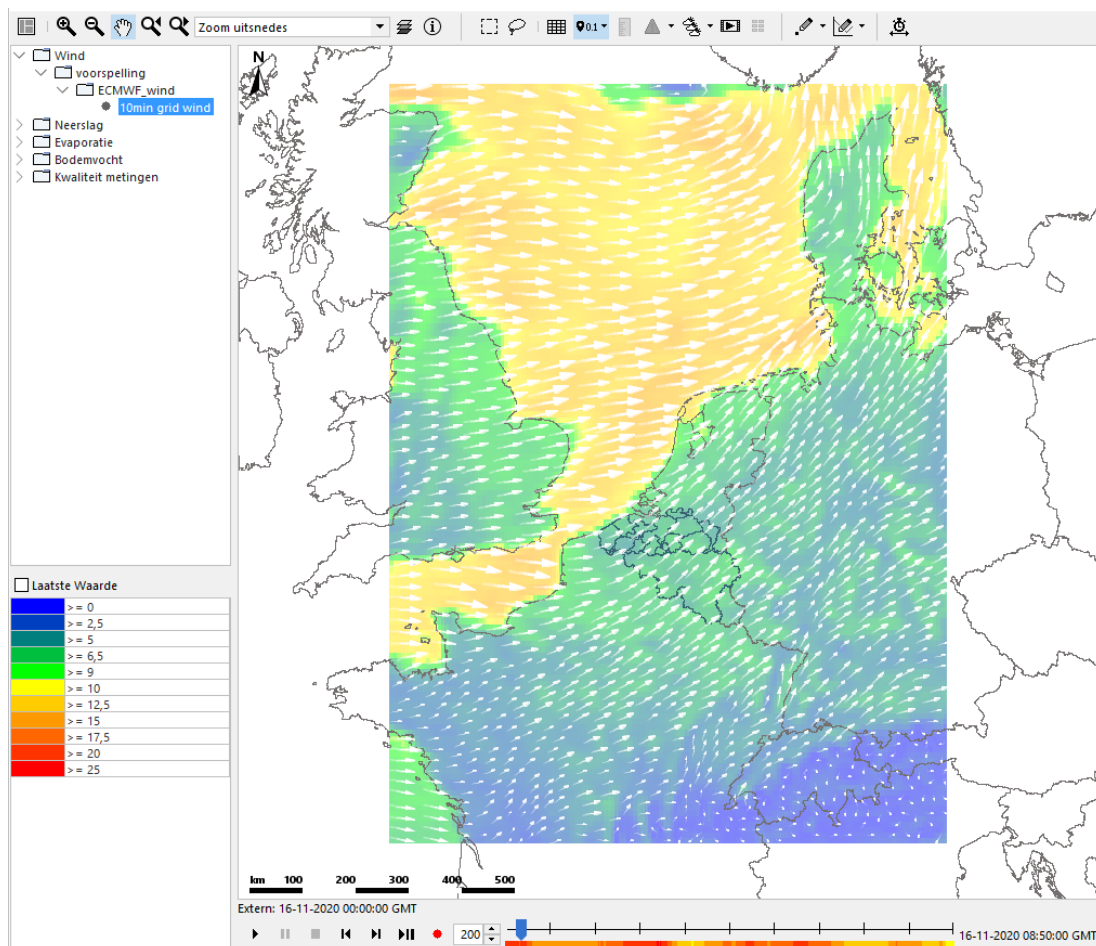 Zoom uitsnedes
0.1
Wind
voorspelling
ECMWF_wind
10min grid wind
Neerslag
Evaporatie
Bodemvocht
Kwaliteit metingen
N
Laatste Waarde
>= 0
>= 2,5
>= 5
>= 6,5
>= 9
>= 10
>= 12,5
>= 15
>= 17,5
>= 20
>= 25
km 100 200 300 400 500
Extern: 16-11-2020 00:00:00 GMT
200
16-11-2020 08:50:00 GMT